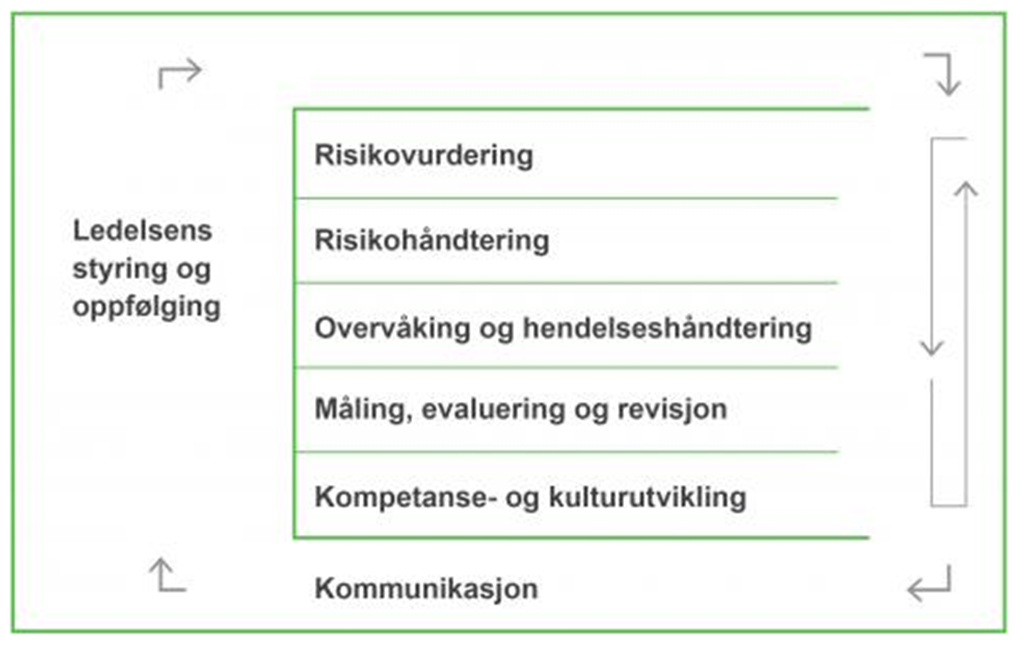 Risikovurdering
Risikohåndtering
Ledelsens
styring og
oppfølging
Overvåking og hendelseshåndtering
Måling, evaluering og revisjon
Kompetanse- og kulturutvikling
Kommunikasjon